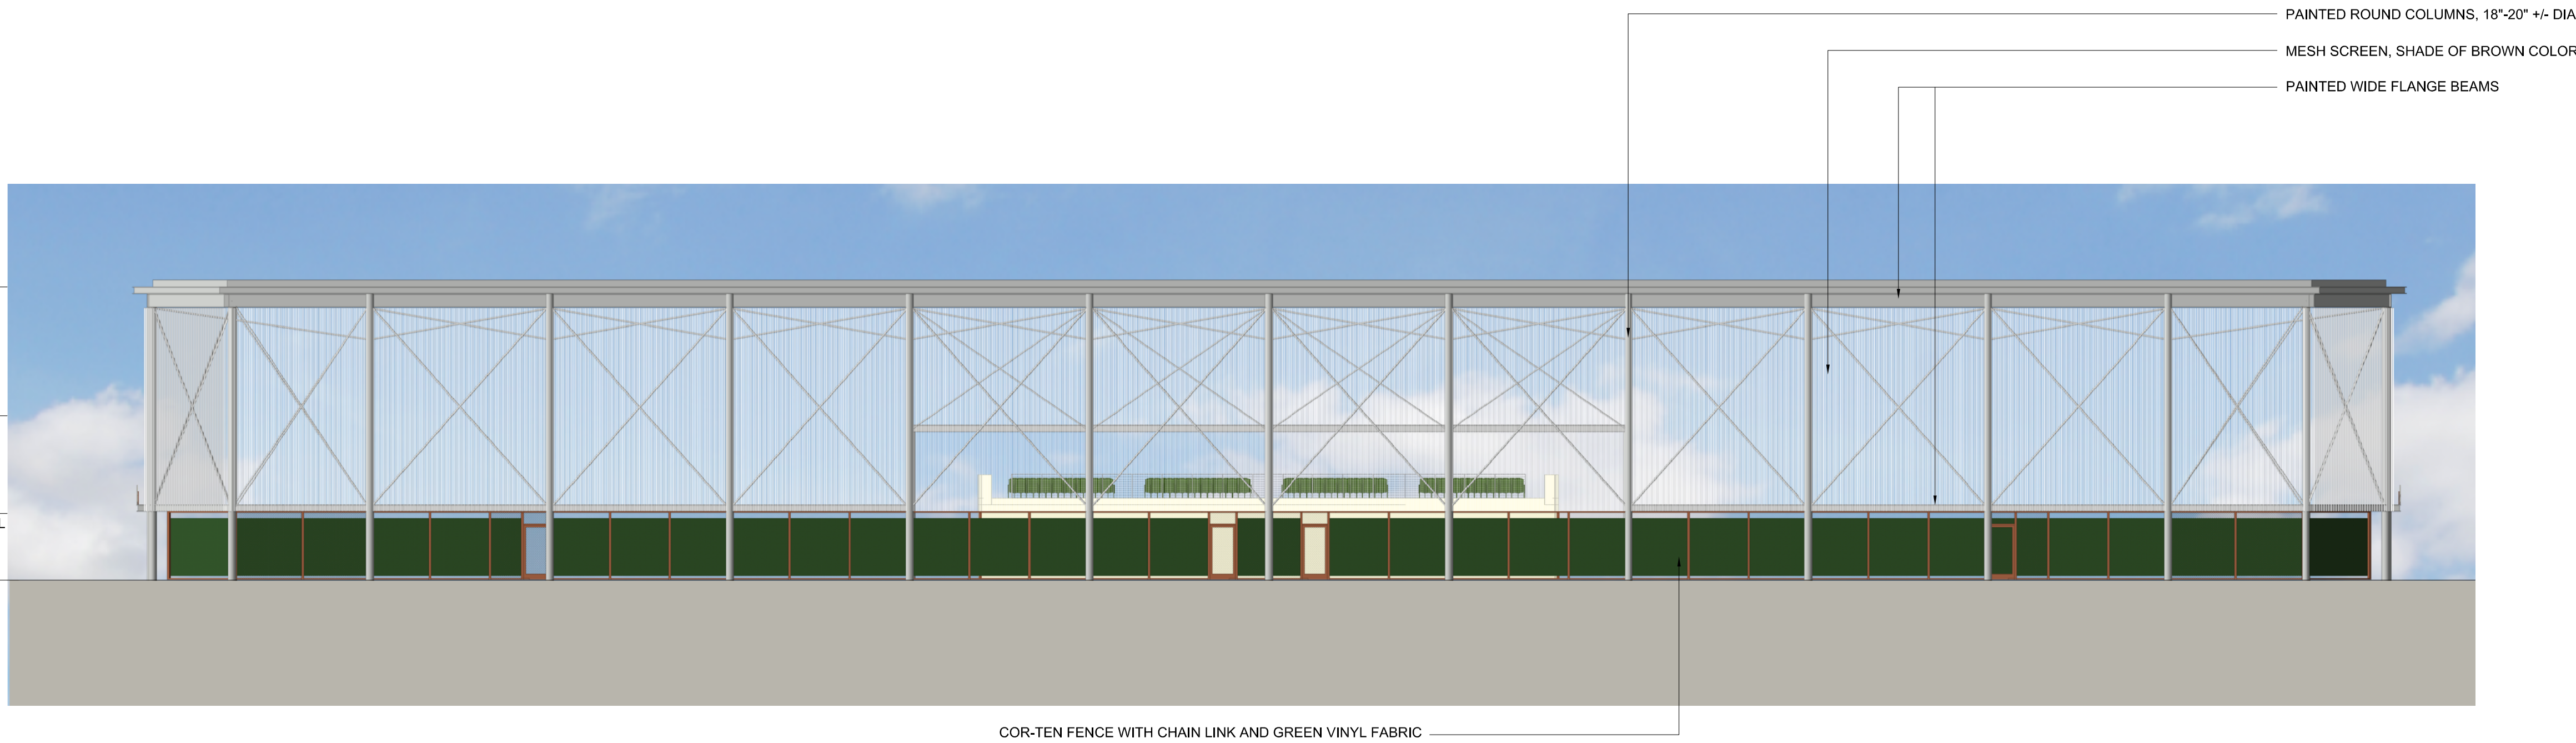 PAINTED ROUND COLUMNS, 18"-20" +/- DIA
MESH SCREEN, SHADE OF BROWN COLOR
PAINTED WIDE FLANGE BEAMS
L
COR-TEN FENCE WITH CHAIN LINK AND GREEN VINYL FABRIC